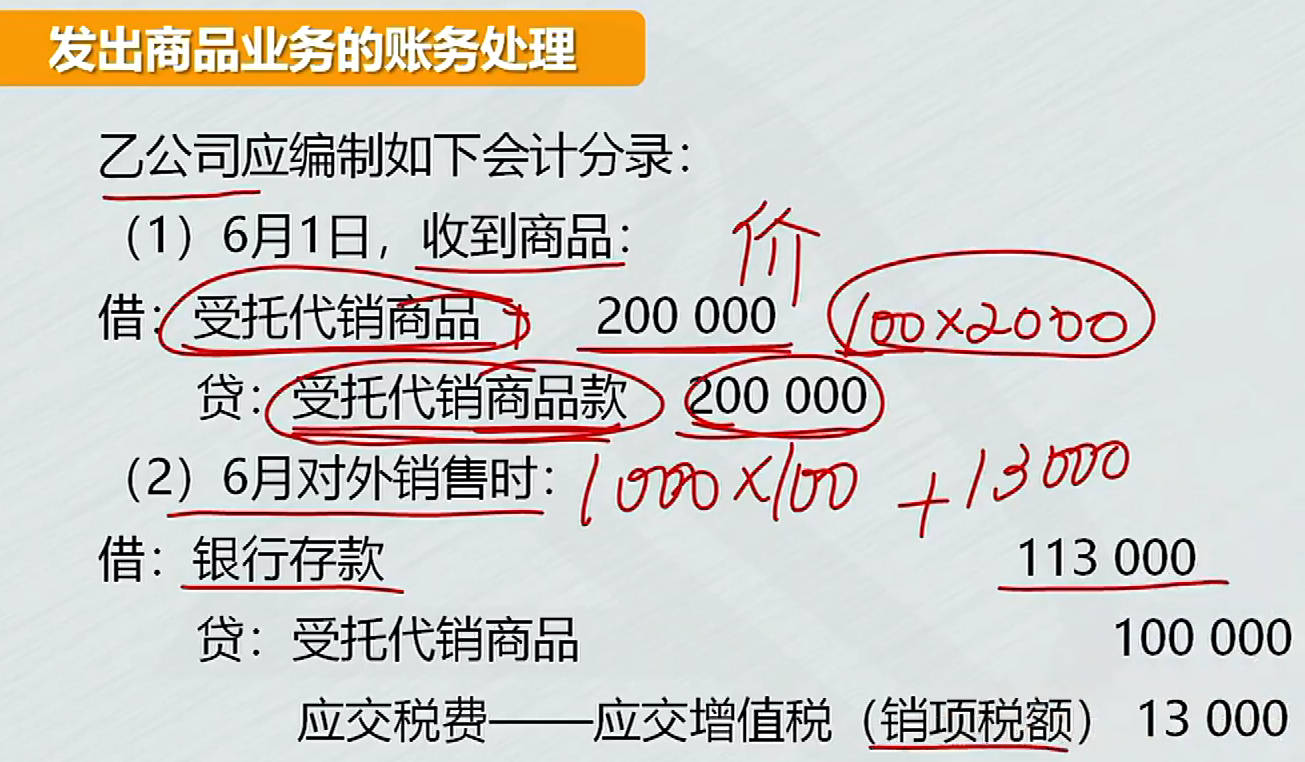 发出商品业务的账务处理
乙公司应编制如下会计分录：
（1）6月1日，收到商品： 价
借：受托代销商品 200 000 100×2000
贷：受托代销商品款 200 000
（2）6月对外销售时： 1000×100 +13000
借：银行存款 113 000
贷：受托代销商品 100 000
应交税费——应交增值税（销项税额） 13 000